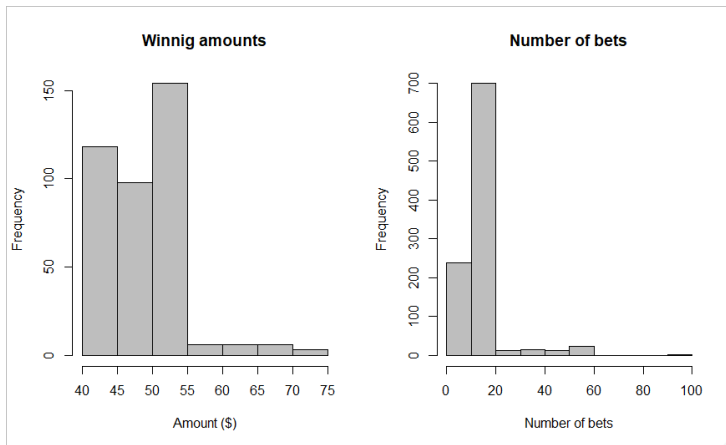 Winnig amounts
Frequency
0
50
100
150
40 45 50 55 60 65 70 75
Amount ($)
Number of bets
Frequency
0
100
200
300
400
500
600
700
0 20 40 60 80 100
Number of bets